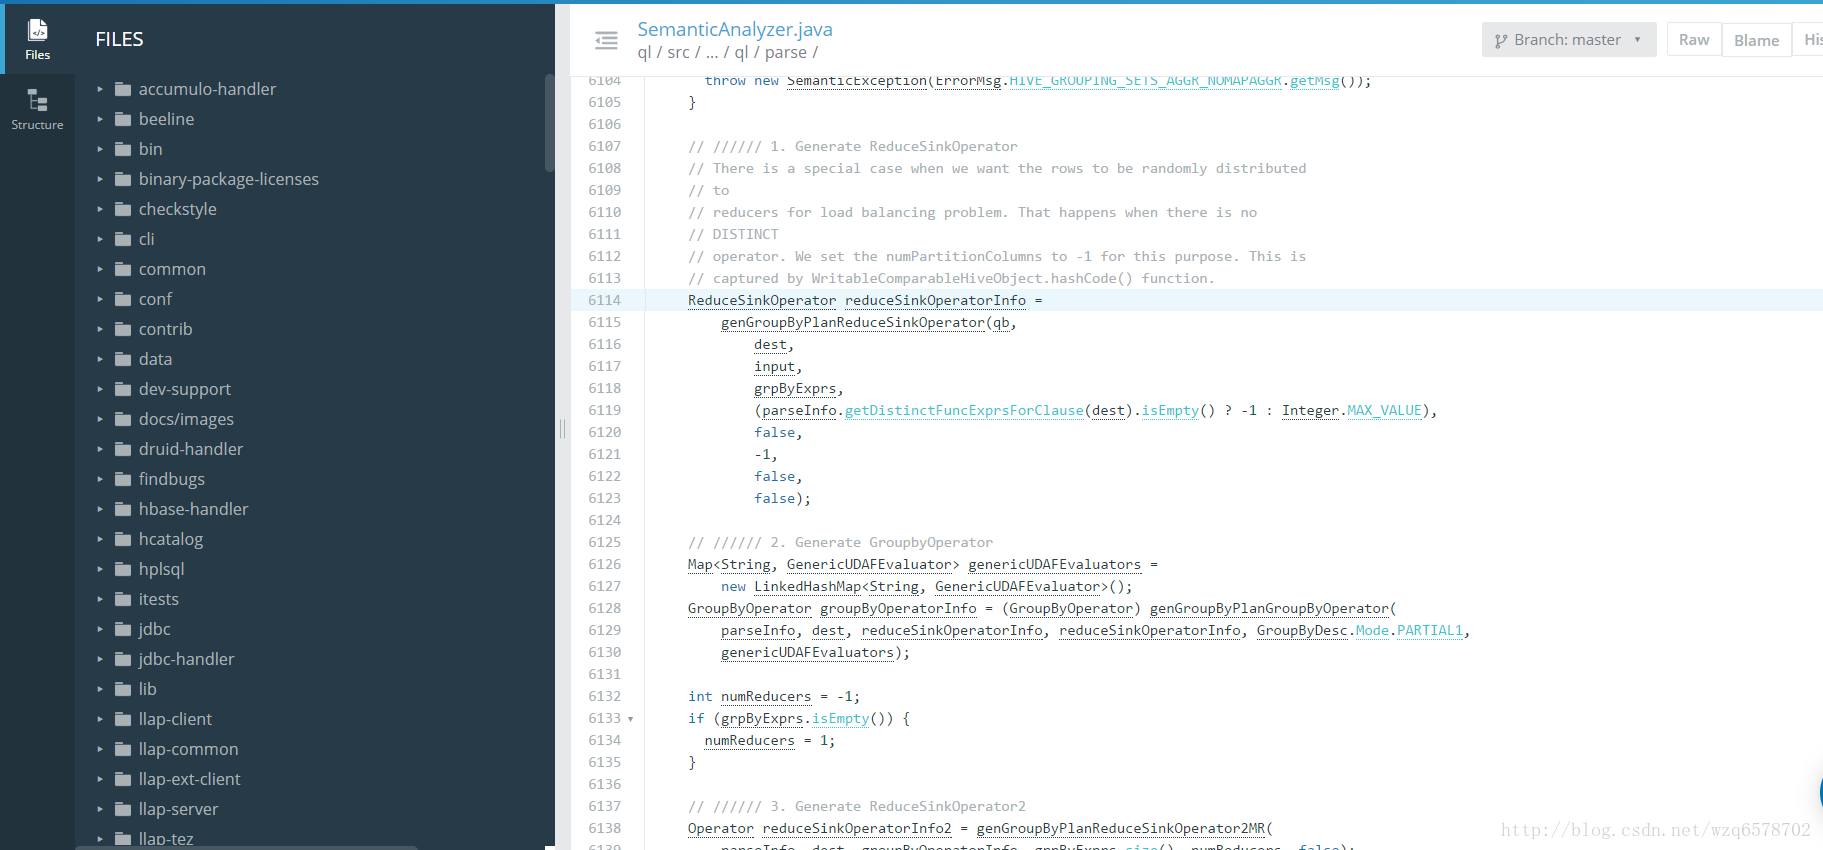 Files
Structure
FILES
accumulo-handler
beeline
bin
binary-package-licenses
checkstyle
cli
common
conf
contrib
data
dev-support
docs/images
druid-handler
findbugs
hbase-handler
hcatalog
hplsql
itests
jdbc
jdbc-handler
lib
llap-client
llap-common
llap-ext-client
llap-server
llap-tez
SemanticAnalyzer.java
ql / src / ... / ql / parse /
Branch: master
Raw
Blame
His
6104 throw new SemanticException(ErrorMsg.HIVE_GROUPING_SETS_AGGR_NOMAPAGGR.getMsg());
6105 }
6106
6107 // ////// 1. Generate ReduceSinkOperator
6108 // There is a special case when we want the rows to be randomly distributed
6109 // to
6110 // reducers for load balancing problem. That happens when there is no
6111 // DISTINCT
6112 // operator. We set the numPartitionColumns to -1 for this purpose. This is
6113 // captured by WritableComparableHiveObject.hashCode() function.
6114 ReduceSinkOperator reduceSinkOperatorInfo =
6115 genGroupByPlanReduceSinkOperator(qb,
6116 dest,
6117 input,
6118 grpByExprs,
6119 (parseInfo.getDistinctFuncExprsForClause(dest).isEmpty() ? -1 : Integer.MAX_VALUE),
6120 false,
6121 -1,
6122 false,
6123 false);
6124
6125 // ////// 2. Generate GroupbyOperator
6126 Map<String, GenericUDAFEvaluator> genericUDAFEvaluators =
6127 new LinkedHashMap<String, GenericUDAFEvaluator>();
6128 GroupByOperator groupByOperatorInfo = (GroupByOperator) genGroupByPlanGroupByOperator(
6129 parseInfo, dest, reduceSinkOperatorInfo, reduceSinkOperatorInfo, GroupByDesc.Mode.PARTIAL1,
6130 genericUDAFEvaluators);
6131
6132 int numReducers = -1;
6133 if (grpByExprs.isEmpty()) {
6134 numReducers = 1;
6135 }
6136
6137 // ////// 3. Generate ReduceSinkOperator2
6138 Operator reduceSinkOperatorInfo2 = genGroupByPlanReduceSinkOperator2MR(
6139 parseInfo, dest, groupByOperatorInfo, grpByExprs.size(), numReducers, false);
http://blog.csdn.net/wzq6578702